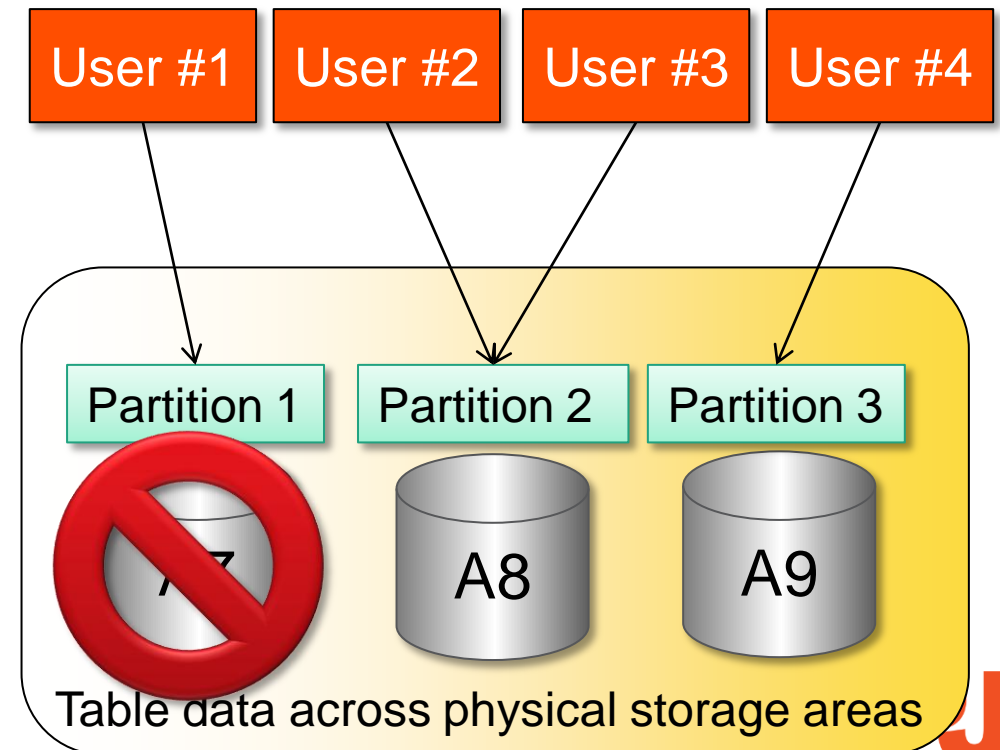 User #1
User #2
User #3
User #4
Partition 1
Partition 2
Partition 3
A8
A9
Table data across physical storage areas